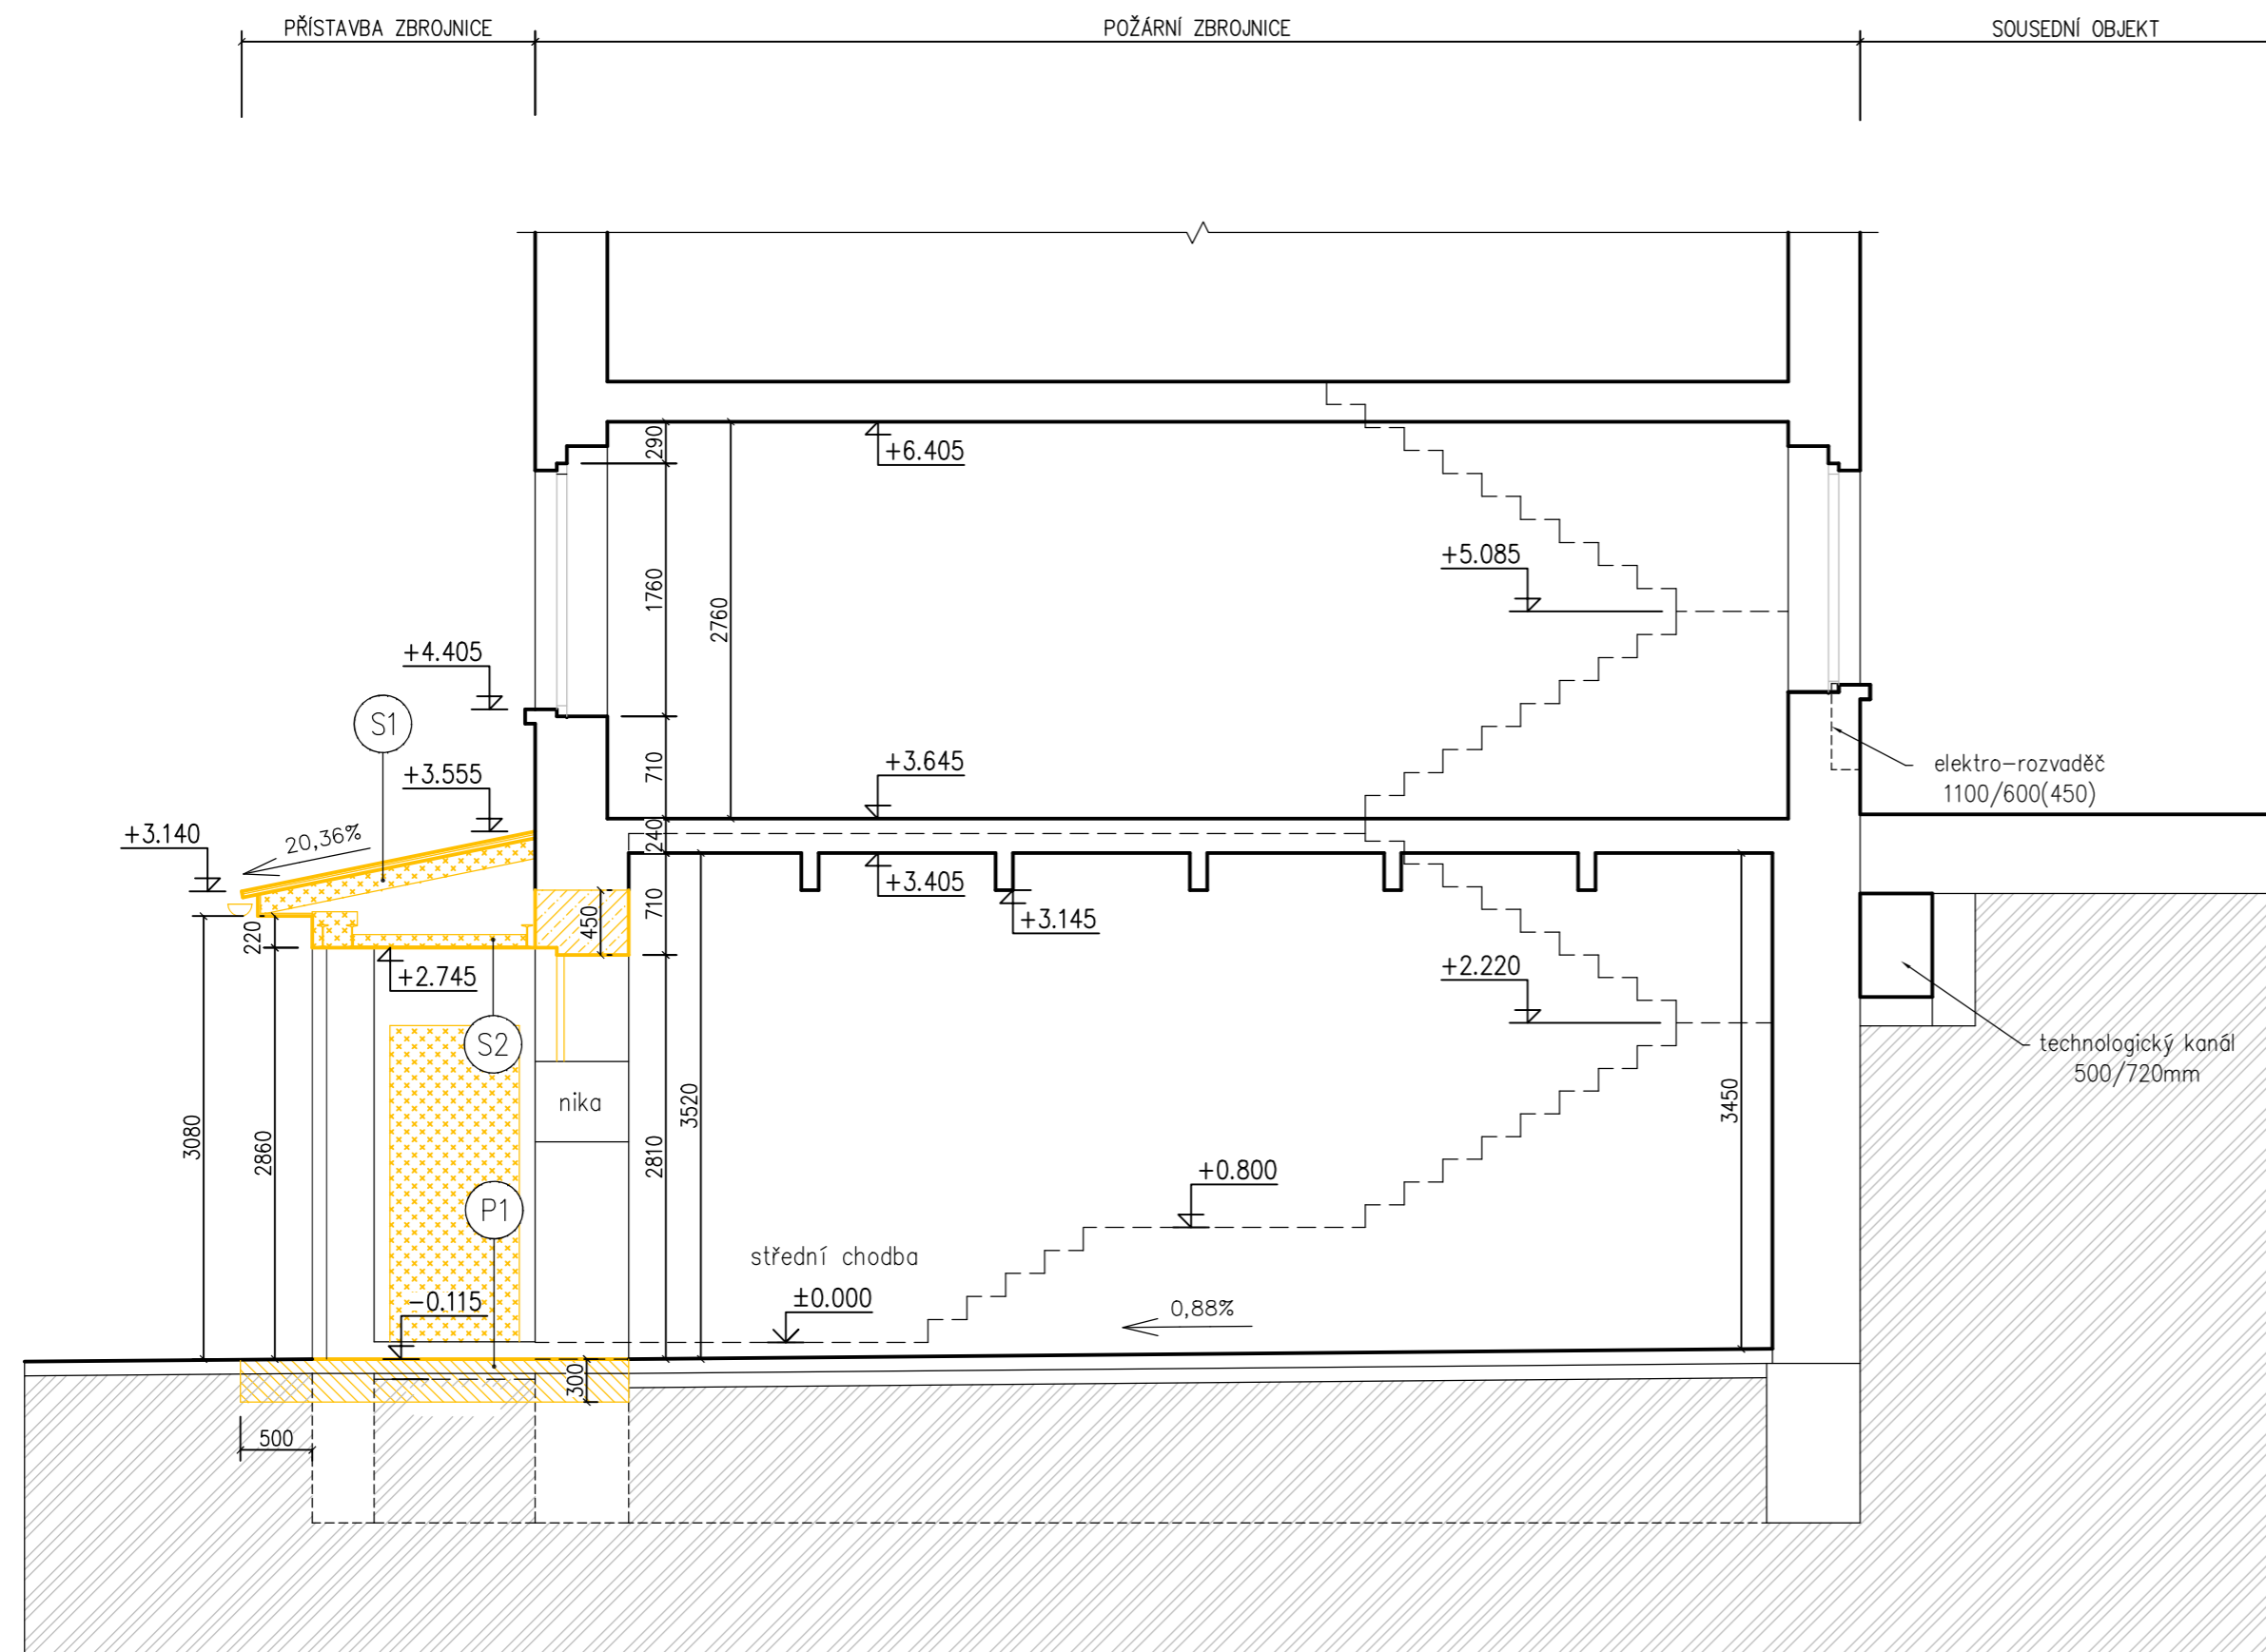 PŘÍSTAVBA ZBROJNICE
POŽÁRNÍ ZBROJNICE
SOUSEDNÍ OBJEKT
290
+6.405
+5.085
1760
2760
+4.405
S1
+3.555
710
+3.645
elektro-rozvaděč
1100/600(450)
+3.140
20,36%
240
+3.405
710
450
+3.145
220
+2.745
+2.220
S2
technologický kanál
500/720mm
nika
3080
2860
3520
2810
3450
P1
+0.800
střední chodba
-0.115
±0.000
0,88%
300
500